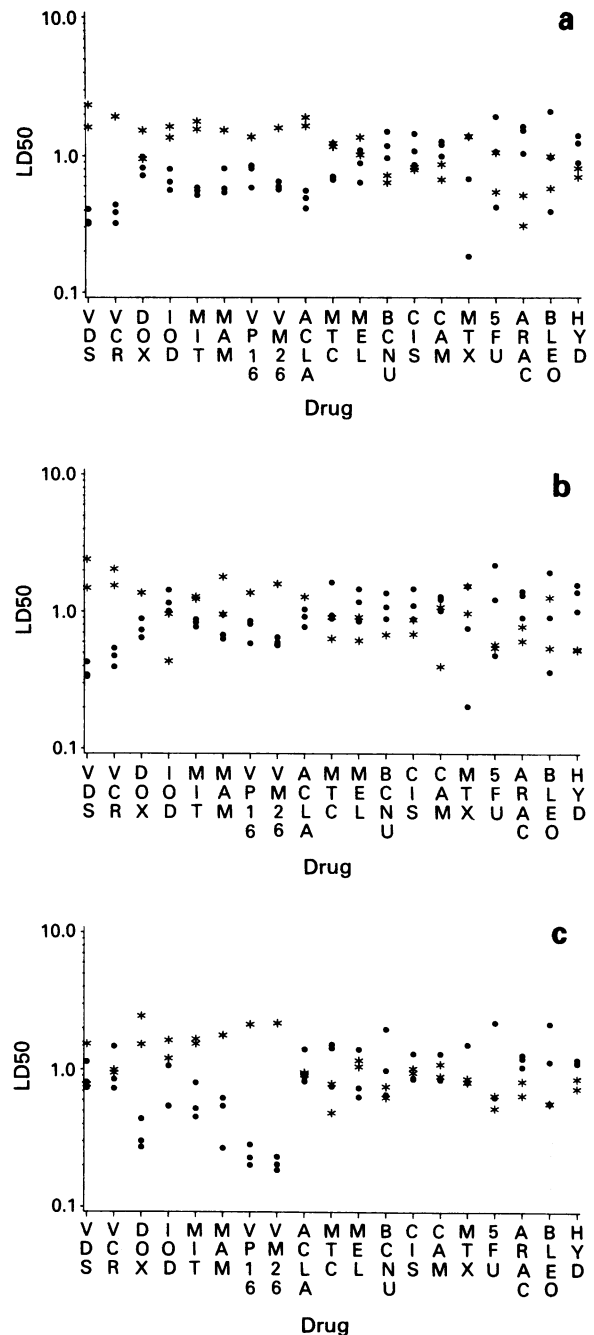 a
10.0
1.0
0.1
LD50
VDS VCR DOX IOD MIT MAM VP16 VM26 ACLA MTC MEL BCNU CIS CAM MTX 5FU ARAC BLEO HYD
Drug
b
10.0
1.0
0.1
LD50
VDS VCR DOX IOD MIT MAM VP16 VM26 ACLA MTC MEL BCNU CIS CAM MTX 5FU ARAC BLEO HYD
Drug
c
10.0
1.0
0.1
LD50
VDS VCR DOX IOD MIT MAM VP16 VM26 ACLA MTC MEL BCNU CIS CAM MTX 5FU ARAC BLEO HYD
Drug